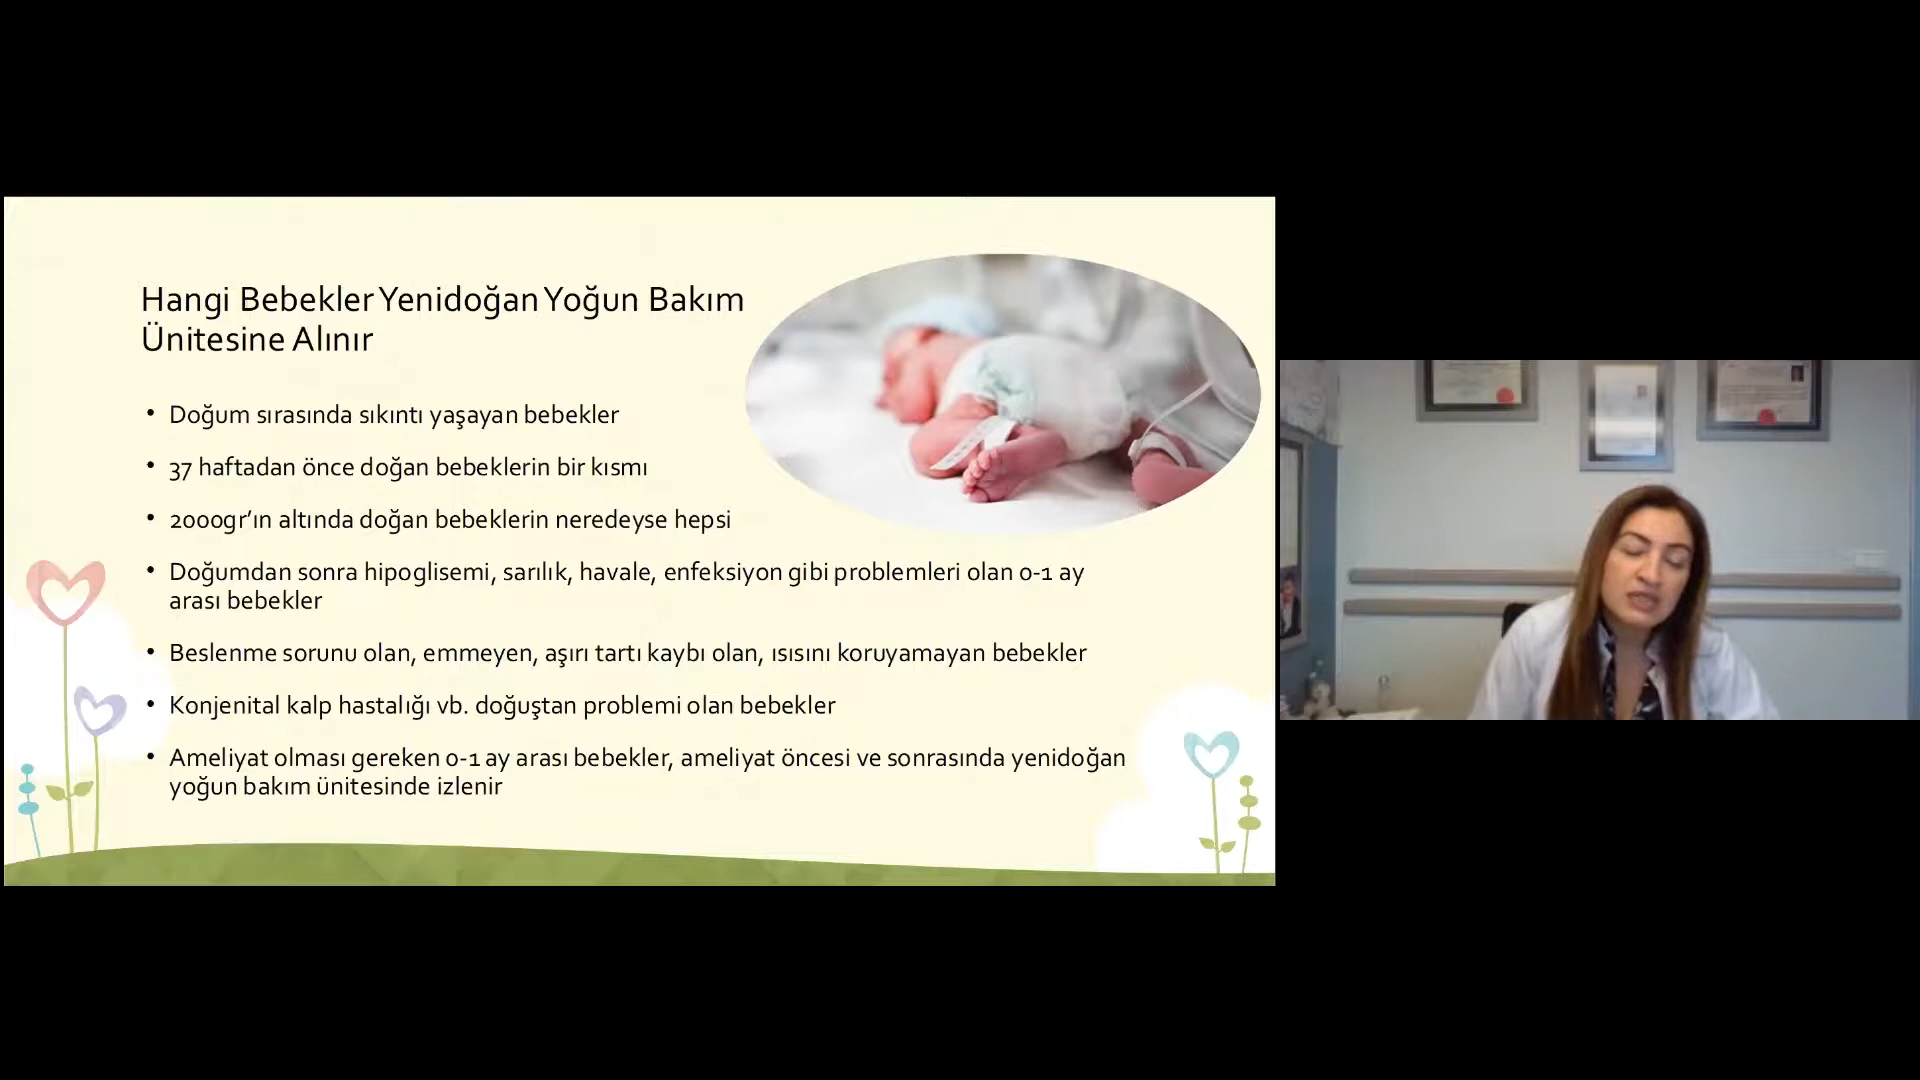 Hangi Bebekler Yenidoğan Yoğun Bakım
Ünitesine Alınır
• Doğum sırasında sıkıntı yaşayan bebekler
• 37 haftadan önce doğan bebeklerin bir kısmı
• 2000gr’ın altında doğan bebeklerin neredeyse hepsi
• Doğumdan sonra hipoglisemi, sarılık, havale, enfeksiyon gibi problemleri olan 0-1 ay
arası bebekler
• Beslenme sorunu olan, emmeyen, aşırı tartı kaybı olan, ısısını koruyamayan bebekler
• Konjenital kalp hastalığı vb. doğuştan problemi olan bebekler
• Ameliyat olması gereken 0-1 ay arası bebekler, ameliyat öncesi ve sonrasında yenidoğan
yoğun bakım ünitesinde izlenir